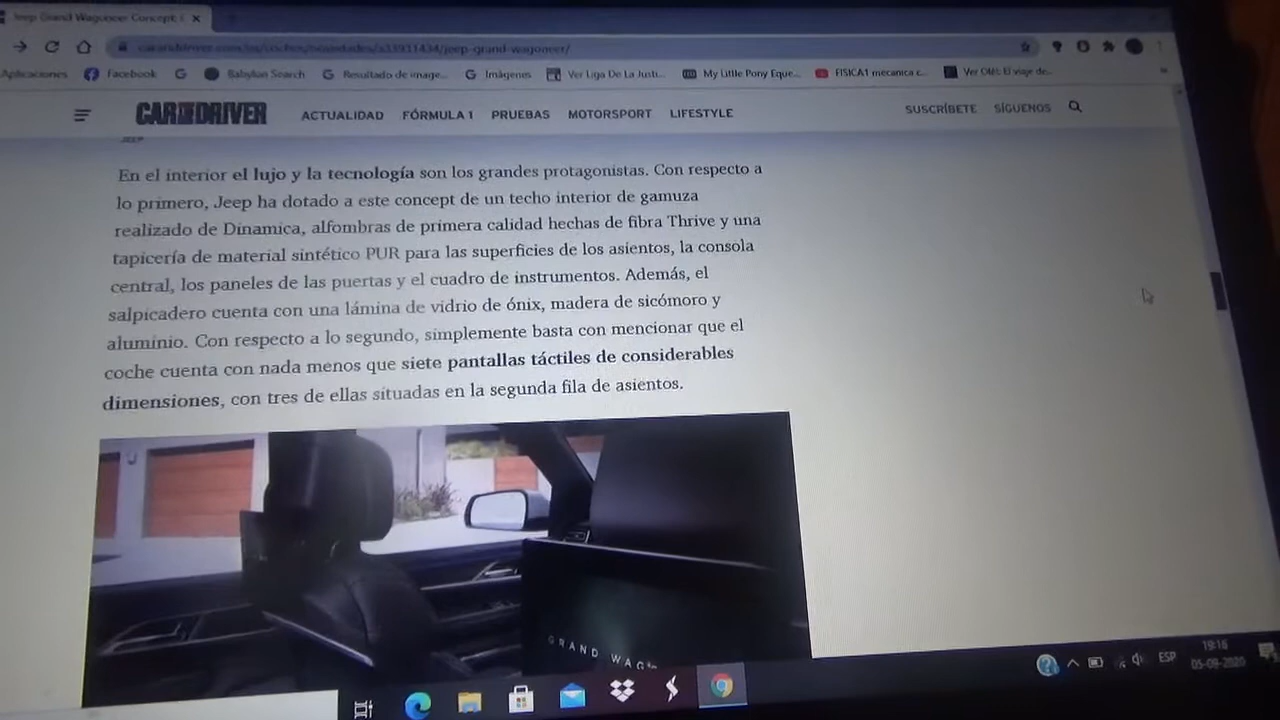 Jeep Grand Wagoneer Concept:
caranddriver.com/es/coches/novedades/a33931434/jeep-grand-wagoneer/
Aplicaciones Facebook Babylon Search Resultado de image... Imágenes Ver Liga De La Justi... My Little Pony Eque... FISICA1 mecanica c... Ver
CAR AND DRIVER ACTUALIDAD FÓRMULA 1 PRUEBAS MOTORSPORT LIFESTYLE SUSCRÍBETE SÍGUENOS
JEEP
En el interior el lujo y la tecnología son los grandes protagonistas. Con respecto a
lo primero, Jeep ha dotado a este concept de un techo interior de gamuza
realizado de Dinamica, alfombras de primera calidad hechas de fibra Thrive y una
tapicería de material sintético PUR para las superficies de los asientos, la consola
central, los paneles de las puertas y el cuadro de instrumentos. Además, el
salpicadero cuenta con una lámina de vidrio de ónix, madera de sicómoro y
aluminio. Con respecto a lo segundo, simplemente basta con mencionar que el
coche cuenta con nada menos que siete pantallas táctiles de considerables
dimensiones, con tres de ellas situadas en la segunda fila de asientos.
GRAND WAG
ESP
19:16
05-09-2020